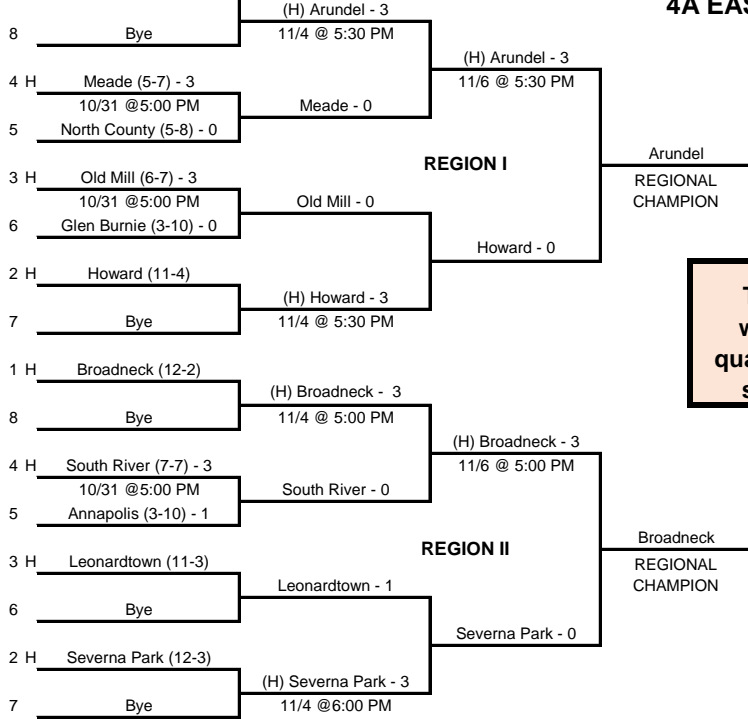 4A EAS
(H) Arundel - 3
8 Bye
11/4 @ 5:30 PM
(H) Arundel - 3
4 H Meade (5-7) - 3
11/6 @ 5:30 PM
10/31 @5:00 PM
Meade - 0
5 North County (5-8) - 0
REGION I
Arundel
3 H Old Mill (6-7) - 3
REGIONAL
CHAMPION
10/31 @5:00 PM
Old Mill - 0
6 Glen Burnie (3-10) - 0
Howard - 0
2 H Howard (11-4)
(H) Howard - 3
7 Bye
11/4 @ 5:30 PM
qua
1 H Broadneck (12-2)
(H) Broadneck - 3
8 Bye
11/4 @ 5:00 PM
(H) Broadneck - 3
4 H South River (7-7) - 3
11/6 @ 5:00 PM
10/31 @5:00 PM
South River - 0
5 Annapolis (3-10) - 1
REGION II
Broadneck
3 H Leonardtown (11-3)
REGIONAL
CHAMPION
Leonardtown - 1
6 Bye
Severna Park - 0
2 H Severna Park (12-3)
(H) Severna Park - 3
7 Bye
11/4 @6:00 PM